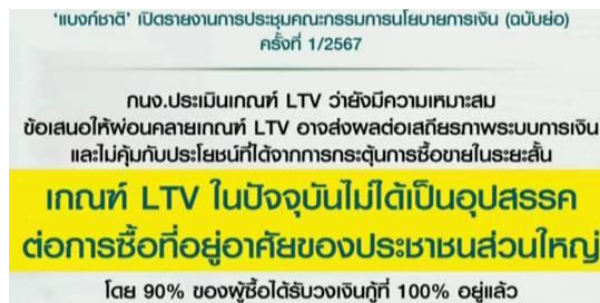 'แบงก์ชาติ' เปิดรายงานการประชุมคณะกรรมการนโยบายการเงิน (ฉบับย่อ)
ครั้งที่ 1/2567
กนง.ประเมินเกณฑ์ LTV ว่ายังมีความเหมาะสม
ข้อเสนอให้ผ่อนคลายเกณฑ์ LTV อาจส่งผลต่อเสถียรภาพระบบการเงิน
และไม่คุ้มกับประโยชน์ที่ได้จากการกระตุ้นการซื้อขายในระยะสั้น
เกณฑ์ LTV ในปัจจุบันไม่ได้เป็นอุปสรรค
ต่อการซื้อที่อยู่อาศัยของประชาชนส่วนใหญ่
โดย 90% ของผู้ซื้อได้รับวงเงินกู้ที่ 100% อยู่แล้ว